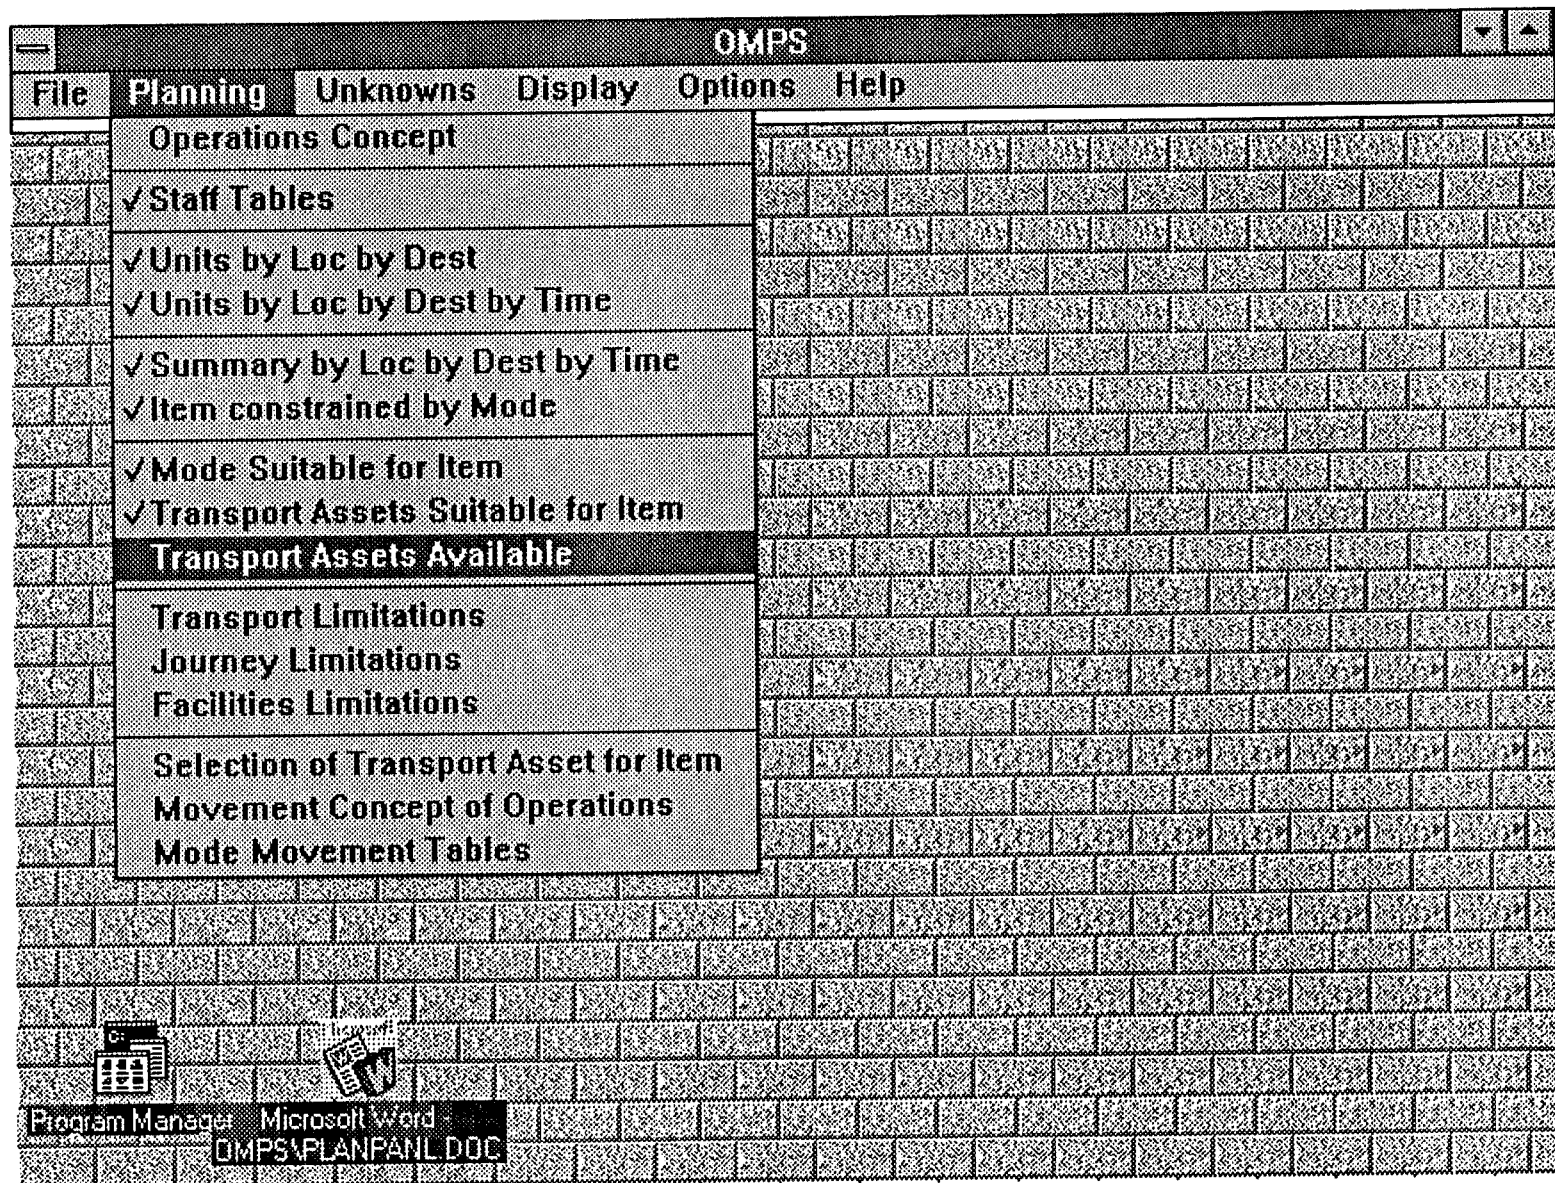 OMPS
File Planning Unknowns Display Options Help
Operations Concept
✓Staff Tables
✓Units by Loc by Dest
✓Units by Loc by Dest by Time
✓Summary by Loc by Dest by Time
✓Item constrained by Mode
✓Mode Suitable for Item
✓Transport Assets Suitable for Item
Transport Assets Available
Transport Limitations
Journey Limitations
Facilities Limitations
Selection of Transport Asset for Item
Movement Concept of Operations
Mode Movement Tables
C:
Program Manager Microsoft Word
OMPS\PLANPANL.DOC